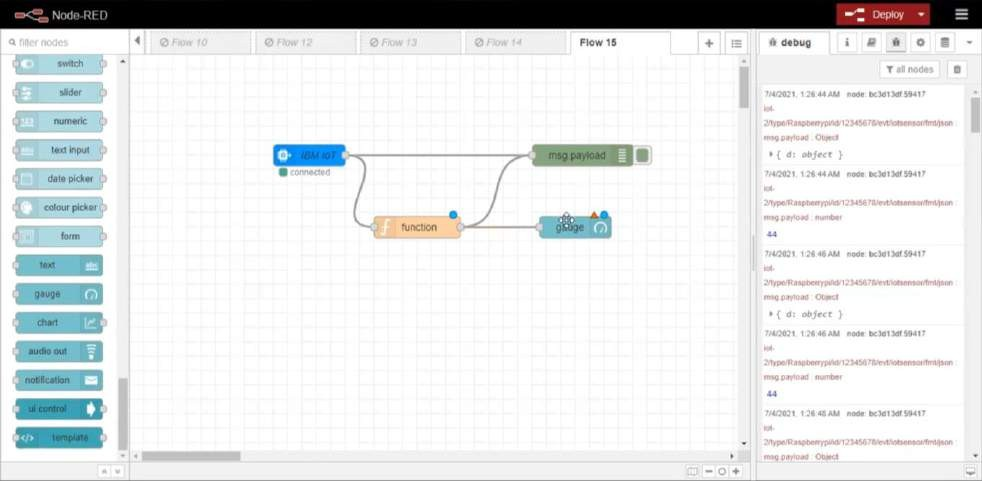 Node-RED
Deploy
filter nodes
Flow 10
Flow 12
Flow 13
Flow 14
Flow 15
debug
all nodes
switch
slider
numeric
text input
date picker
colour picker
form
text
gauge
chart
audio out
notification
ui control
template
IBM IoT
connected
msg.payload
function
gauge
7/4/2021, 1:26:44 AM node: bc3d13df.59417
iot-
2/type/Raspberrypi/id/12345678/evt/iotsensor/fmt/json :
msg.payload : Object
{ d: object }
7/4/2021, 1:26:44 AM node: bc3d13df.59417
iot-
2/type/Raspberrypi/id/12345678/evt/iotsensor/fmt/json :
msg.payload : number
44
7/4/2021, 1:26:46 AM node: bc3d13df.59417
iot-
2/type/Raspberrypi/id/12345678/evt/iotsensor/fmt/json :
msg.payload : Object
{ d: object }
7/4/2021, 1:26:46 AM node: bc3d13df.59417
iot-
2/type/Raspberrypi/id/12345678/evt/iotsensor/fmt/json :
msg.payload : number
44
7/4/2021, 1:26:48 AM node: bc3d13df.59417
iot-
2/type/Raspberrypi/id/12345678/evt/iotsensor/fmt/json :
msg.payload : Object